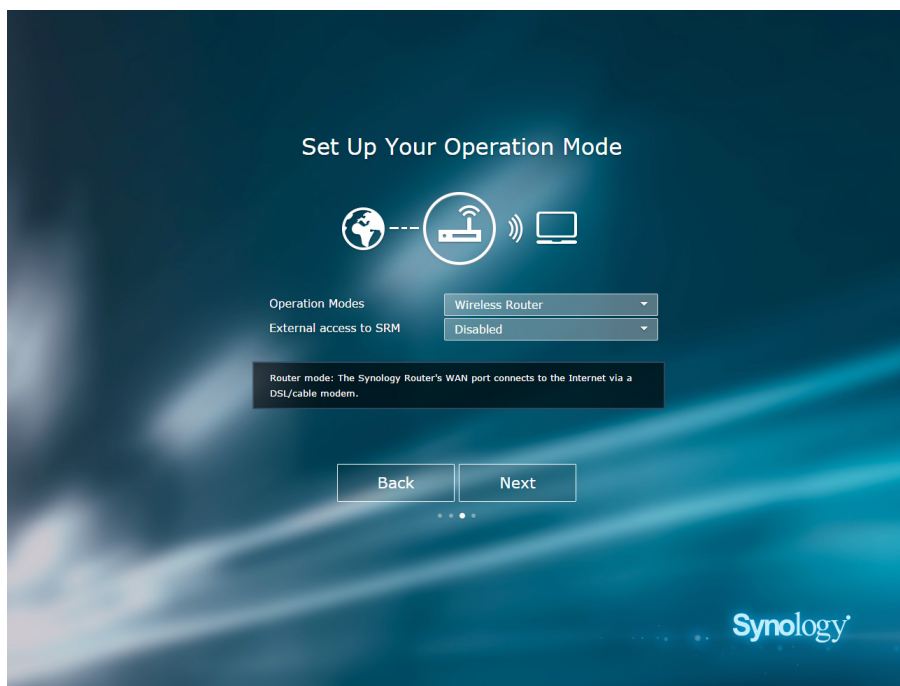 Set Up Your Operation Mode
Operation Modes Wireless Router
External access to SRM Disabled
Router mode: The Synology Router's WAN port connects to the Internet via a
DSL/cable modem.
Back Next
Synology